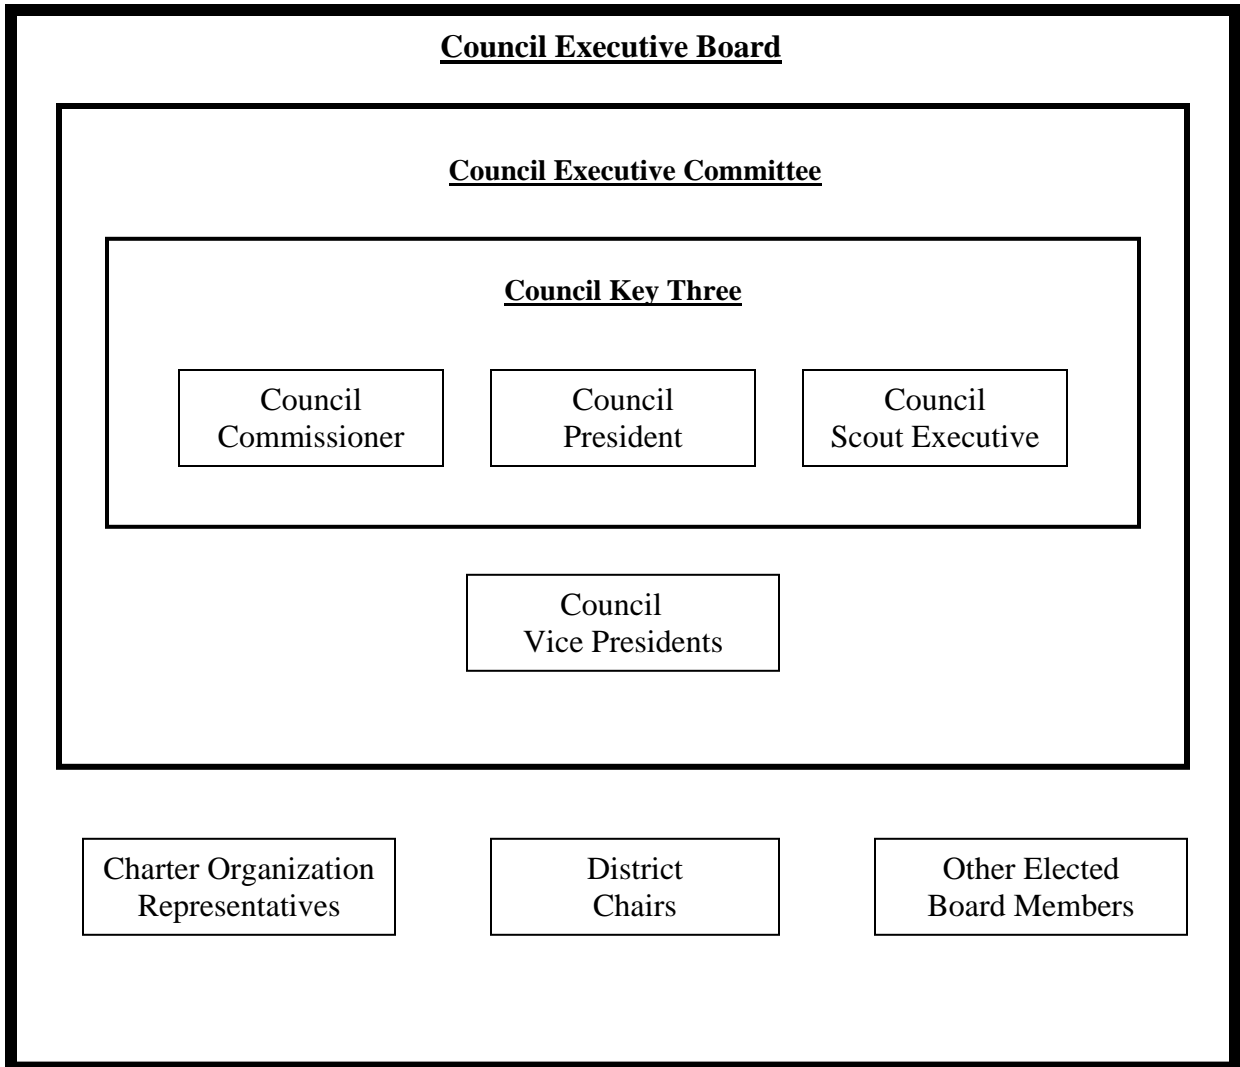 Council Executive Board
Council Executive Committee
Council Key Three
Council
Commissioner
Council
President
Council
Scout Executive
Council
Vice Presidents
Charter Organization
Representatives
District
Chairs
Other Elected
Board Members